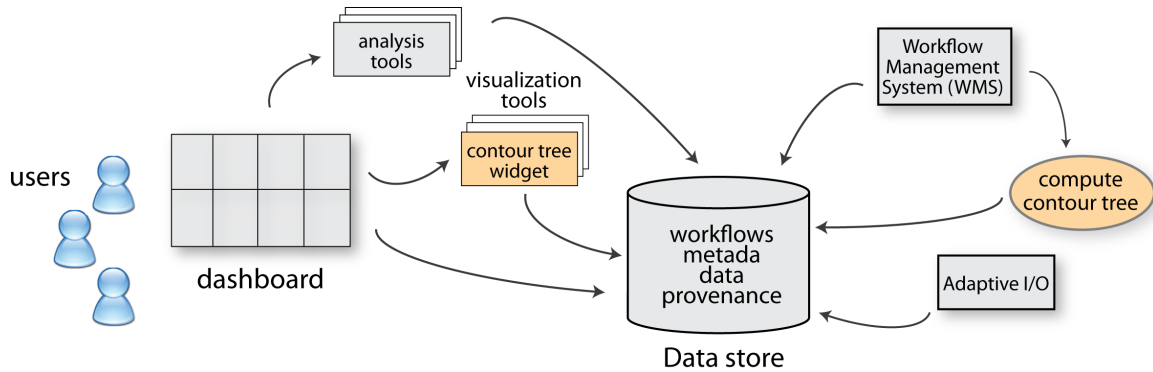 analysis
tools
visualization
tools
contour tree
widget
users
dashboard
workflows
metada
data
provenance
Data store
Workflow
Management
System (WMS)
compute
contour tree
Adaptive I/O